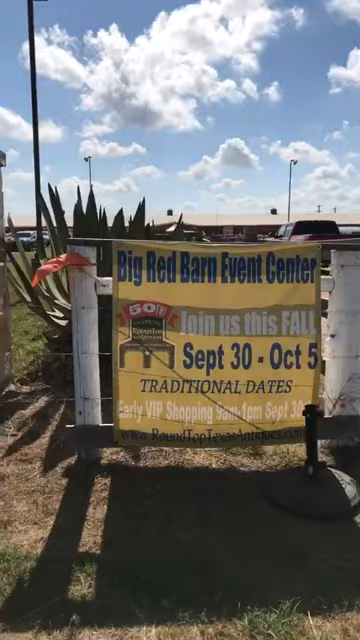 Big Red Barn Event Center
50TH
Round Top
Join us this FALL
Sept 30 - Oct 5
TRADITIONAL DATES
Early VIP Shopping 9am-1pm Sept 30
www.RoundTopTexasAntiques.com